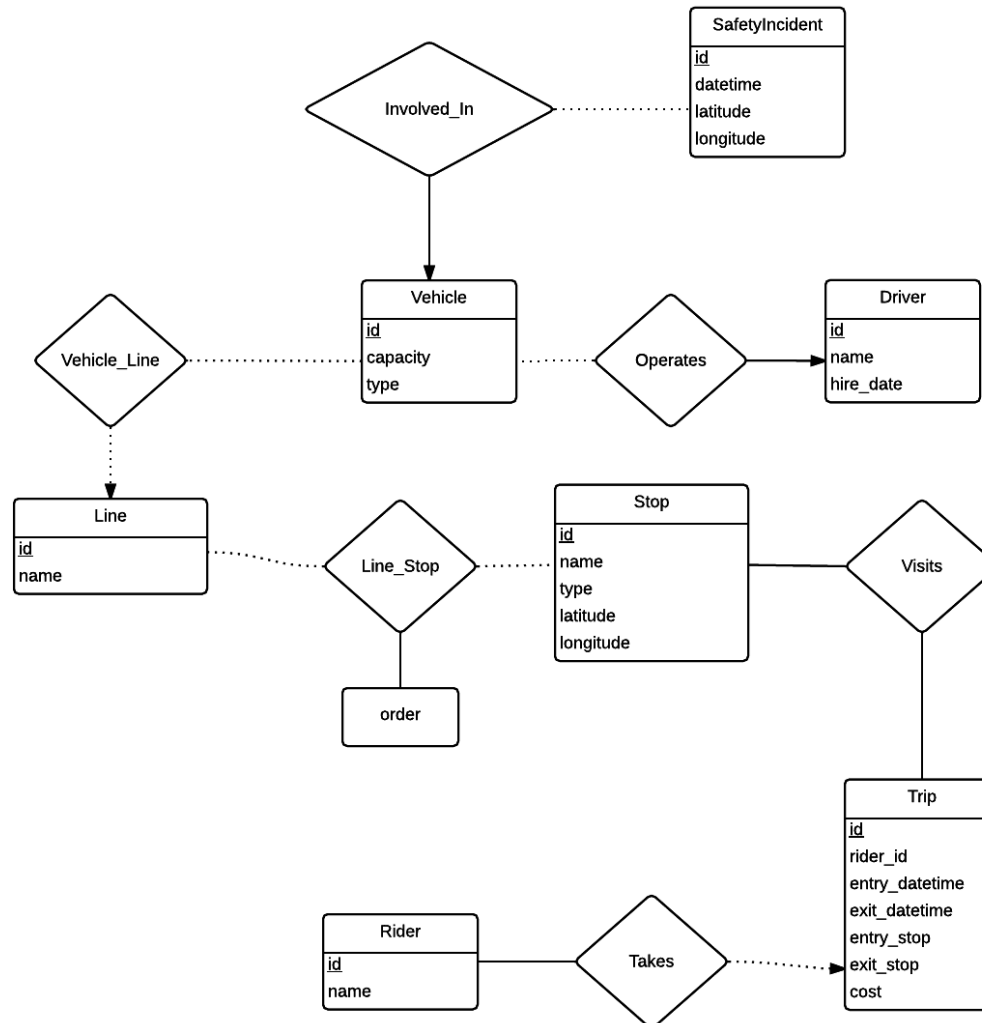 SafetyIncident
id
datetime
latitude
longitude
Involved_In
Vehicle
id
capacity
type
Driver
id
name
hire_date
Vehicle_Line
Operates
Line
id
name
Line_Stop
order
Stop
id
name
type
latitude
longitude
Visits
Trip
id
rider_id
entry_datetime
exit_datetime
entry_stop
exit_stop
cost
Rider
id
name
Takes